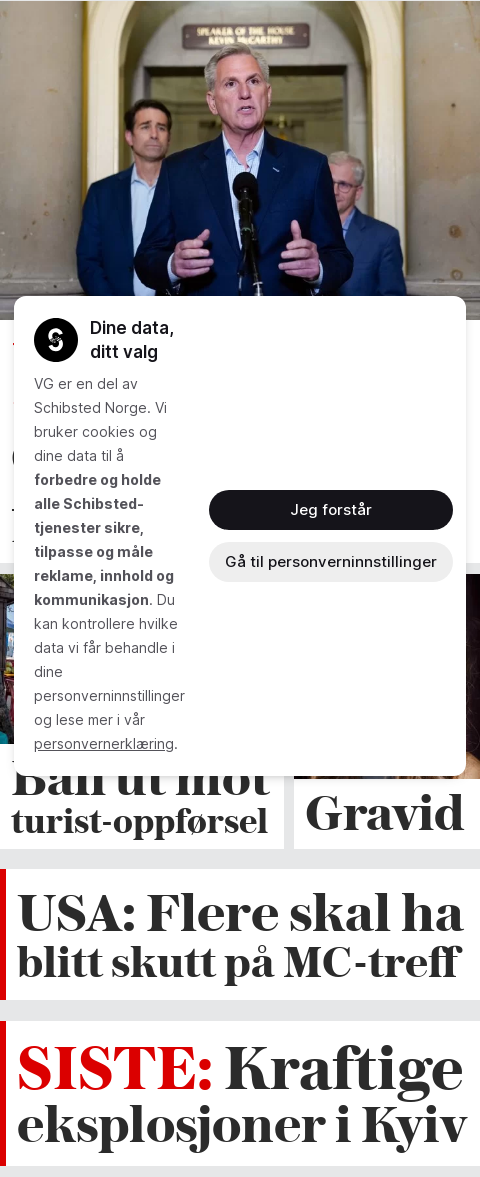 SPEAKER OF THE HOUSE
KEVIN McCARTHY
Dine data,
ditt valg
VG er en del av
Schibsted Norge. Vi
bruker cookies og
dine data til å
forbedre og holde
alle Schibsted-
tjenester sikre,
tilpasse og måle
reklame, innhold og
kommunikasjon. Du
kan kontrollere hvilke
data vi får behandle i
dine
personverninnstillinger
og lese mer i vår
personvernerklæring.
Jeg forstår
Gå til personverninnstillinger
turist-oppførsel
Gravid
USA: Flere skal ha
blitt skutt på MC-treff
SISTE: Kraftige
eksplosjoner i Kyiv